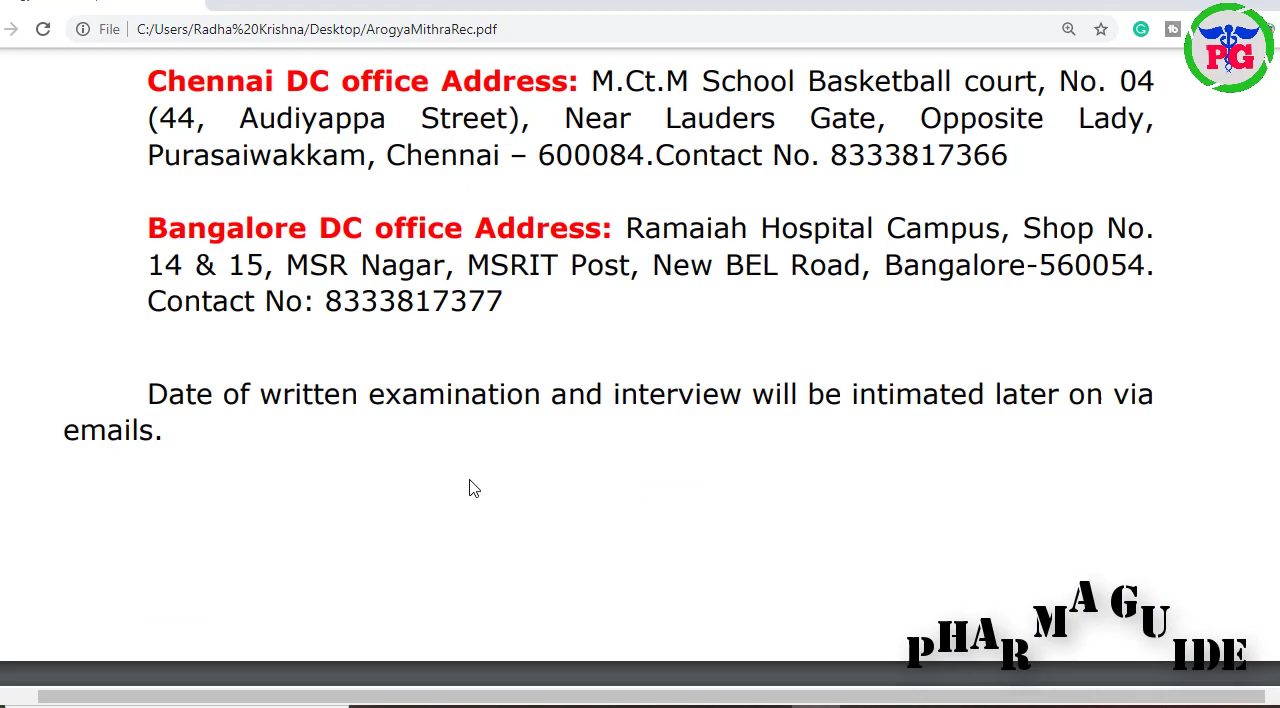 File
C:/Users/Radha%20Krishna/Desktop/ArogyaMithraRec.pdf
PG
Chennai DC office Address: M.Ct.M School Basketball court, No. 04
(44, Audiyappa Street), Near Lauders Gate, Opposite Lady,
Purasaiwakkam, Chennai – 600084.Contact No. 8333817366
Bangalore DC office Address: Ramaiah Hospital Campus, Shop No.
14 & 15, MSR Nagar, MSRIT Post, New BEL Road, Bangalore-560054.
Contact No: 8333817377
Date of written examination and interview will be intimated later on via
emails.
PHARMAGUIDE